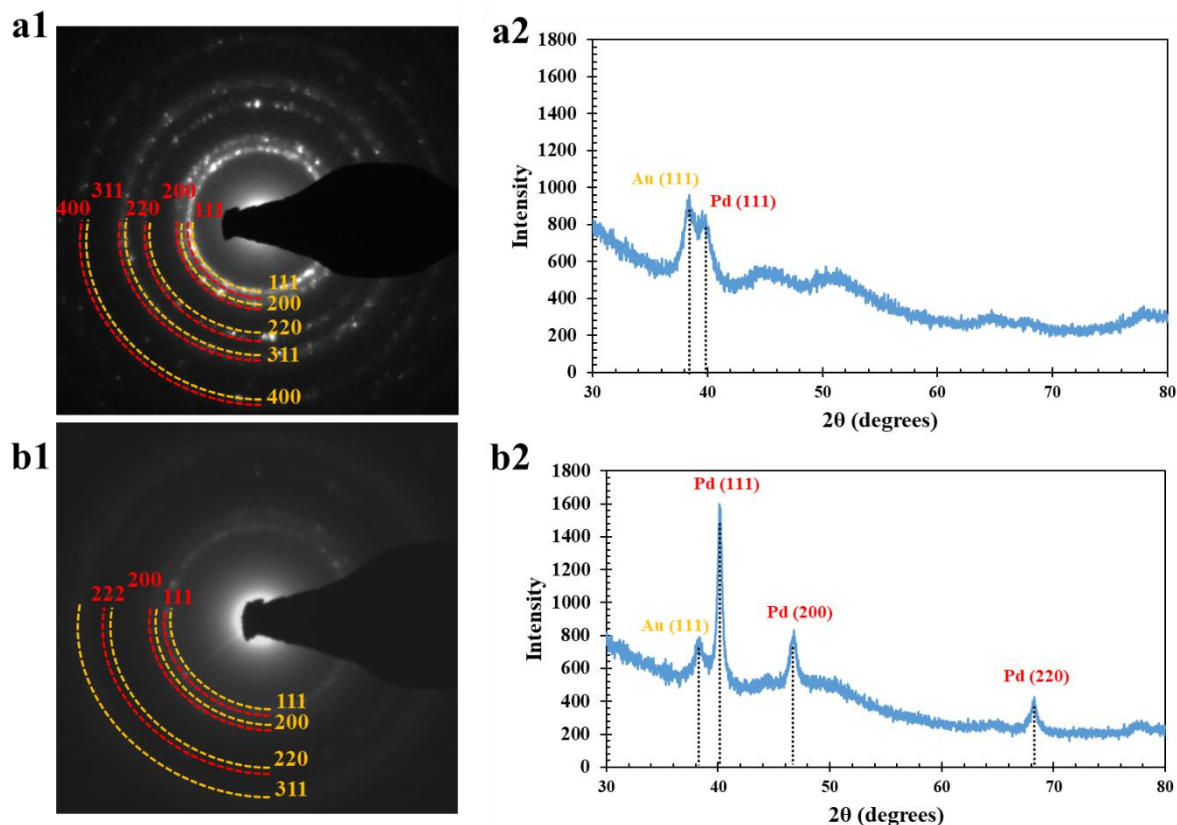 a1
311 200
400 220 111
111
200
220
311
400
a2
1800
1600
1400
1200
1000
800
600
400
200
0
Intensity
Au (111)
Pd (111)
30 40 50 60 70 80
2θ (degrees)
b1
200
222 111
111
200
220
311
b2
1800
1600
1400
1200
1000
800
600
400
200
0
Intensity
Pd (111)
Au (111)
Pd (200)
Pd (220)
30 40 50 60 70 80
2θ (degrees)